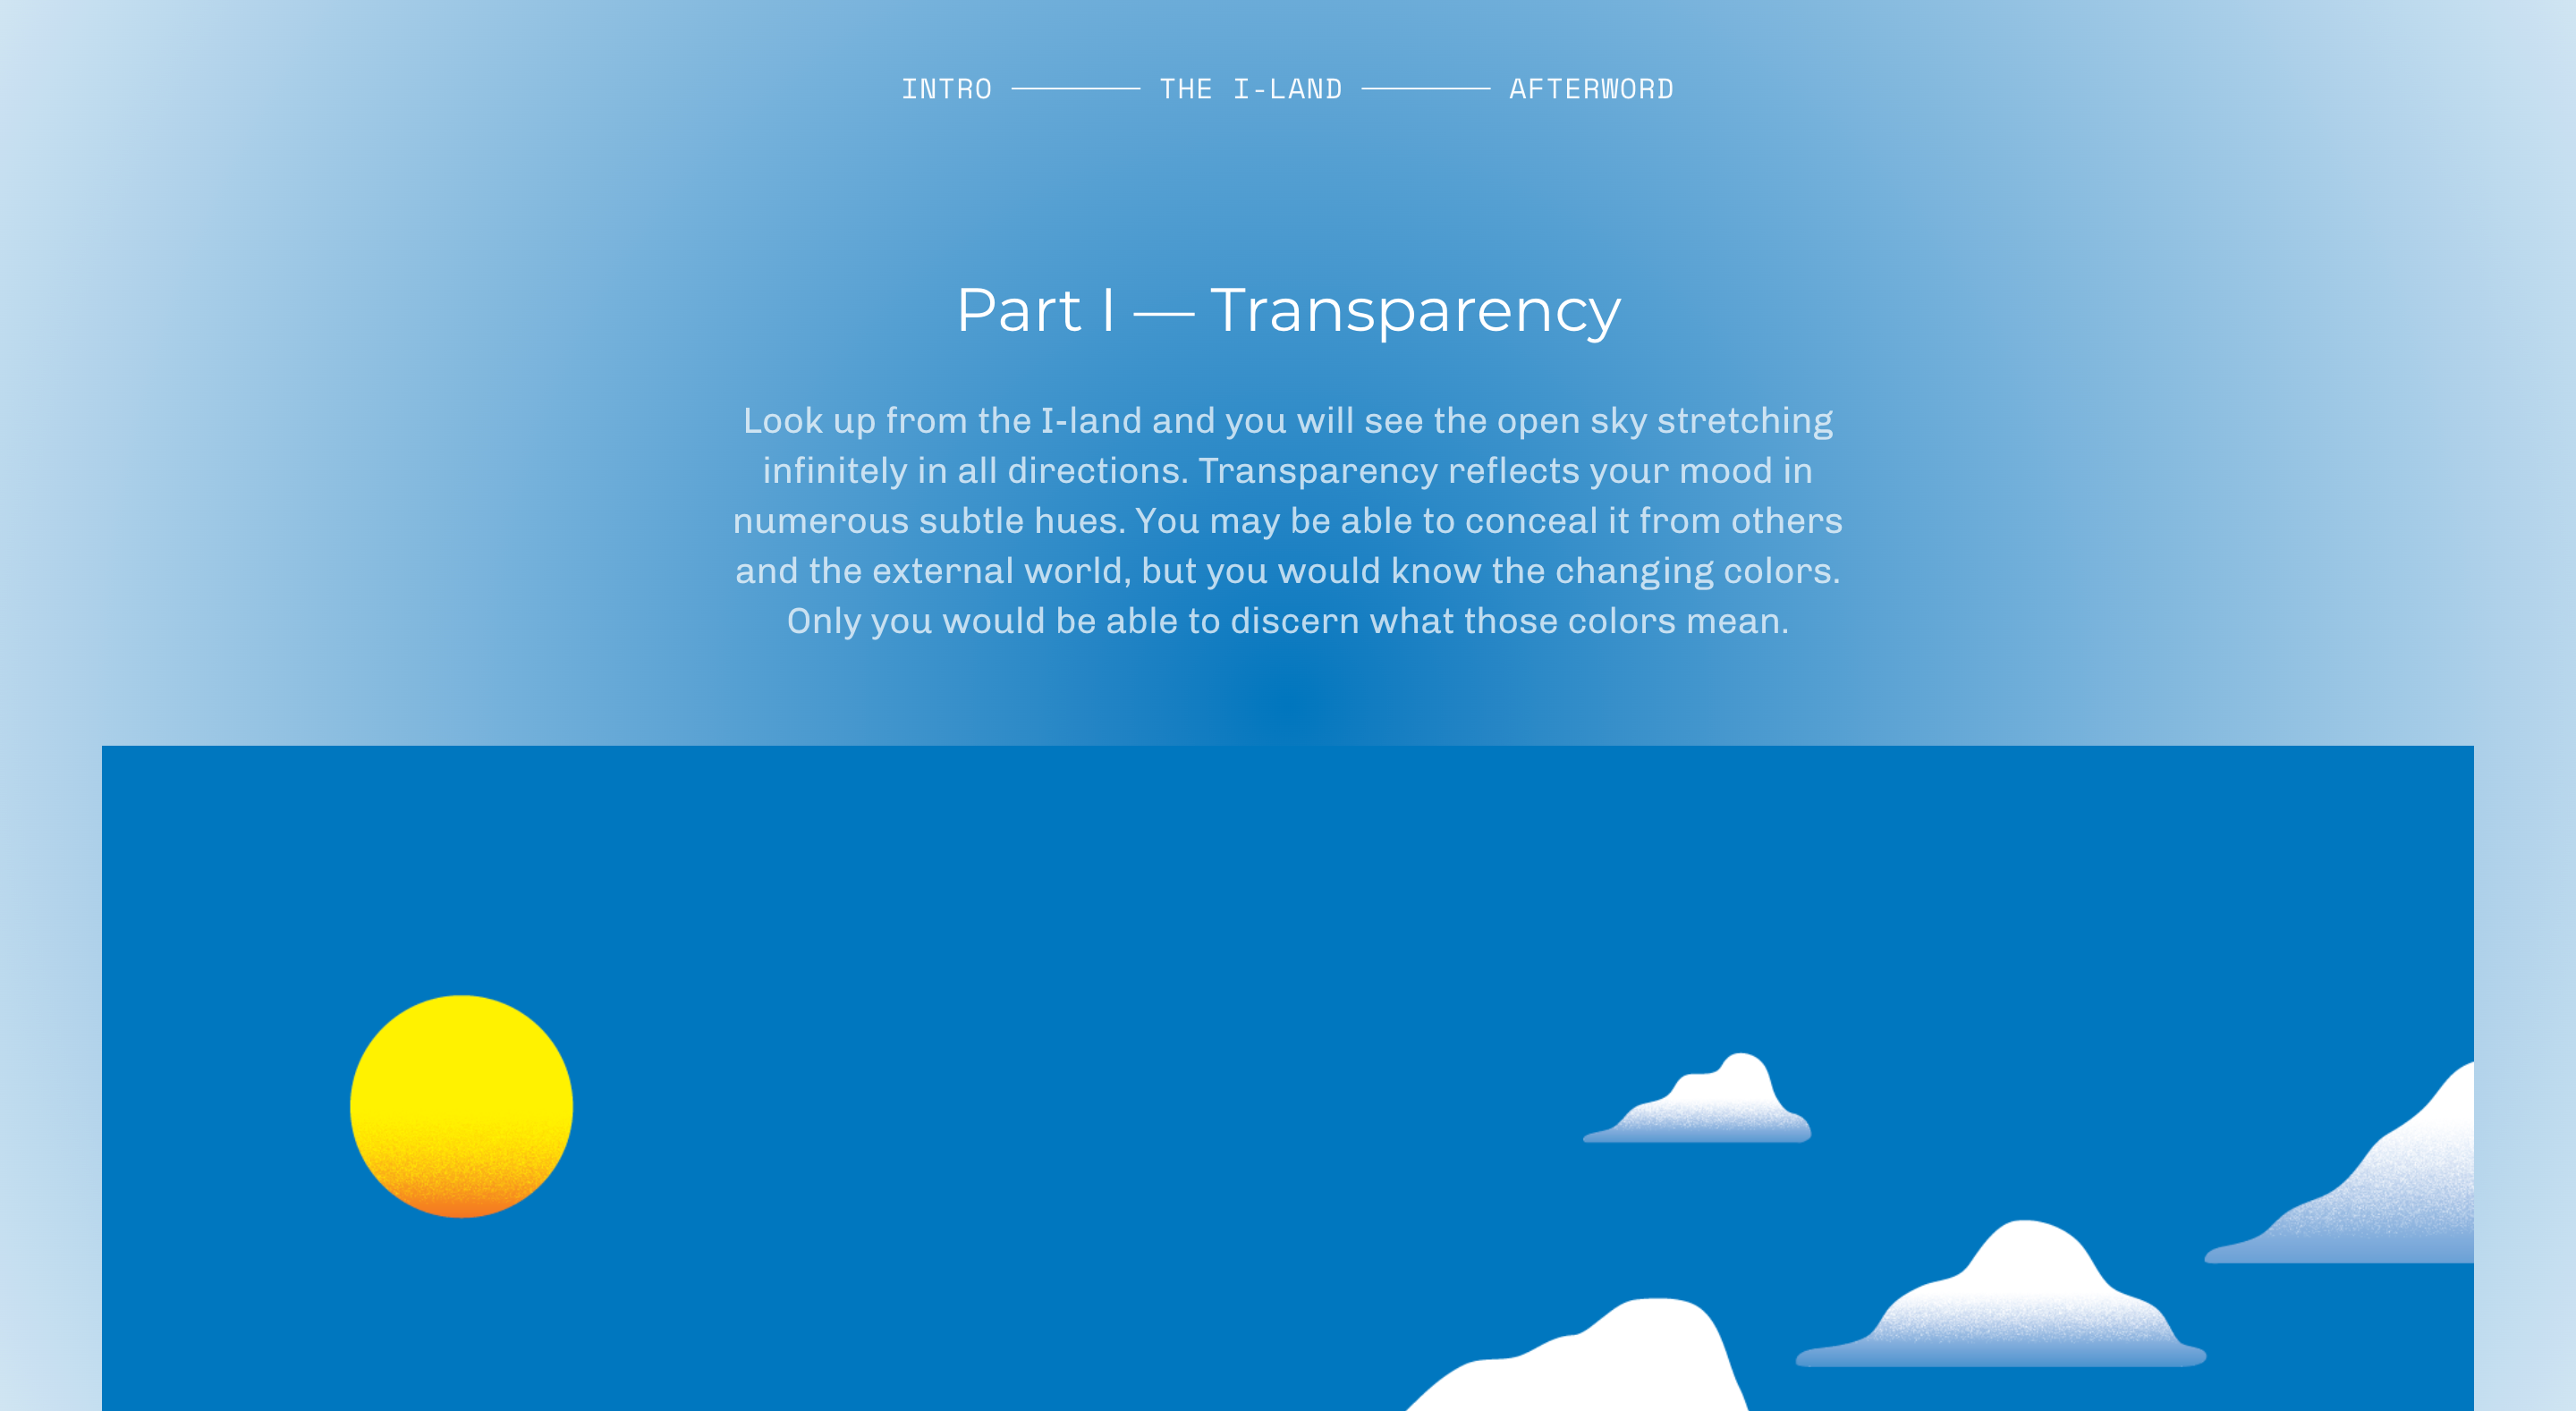 INTRO THE I-LAND AFTERWORD
Part I — Transparency
Look up from the I-land and you will see the open sky stretching
infinitely in all directions. Transparency reflects your mood in
numerous subtle hues. You may be able to conceal it from others
and the external world, but you would know the changing colors.
Only you would be able to discern what those colors mean.